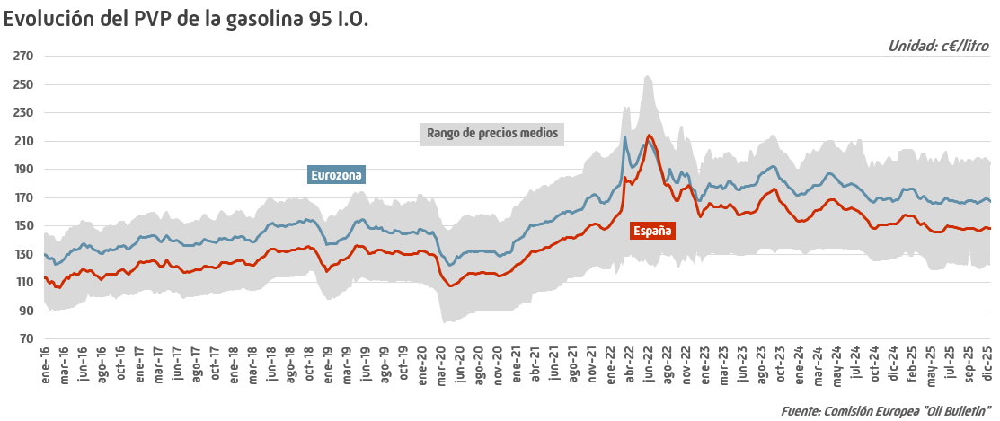 Evolución del PVP de la gasolina 95 I.O.
Unidad: c€/litro
270
250
230
210
190
170
150
130
110
90
70
Rango de precios medios
Eurozona
España
ene-16
mar-16
jun-16
ago-16
oct-16
ene-17
mar-17
jun-17
ago-17
oct-17
ene-18
mar-18
jun-18
ago-18
oct-18
ene-19
mar-19
jun-19
ago-19
oct-19
ene-20
mar-20
jun-20
ago-20
nov-20
ene-21
abr-21
jun-21
ago-21
nov-21
ene-22
abr-22
jun-22
ago-22
nov-22
ene-23
mar-23
jun-23
ago-23
oct-23
ene-24
mar-24
may-24
jul-24
oct-24
dic-24
feb-25
may-25
jul-25
sep-25
dic-25
Fuente: Comisión Europea "Oil Bulletin"